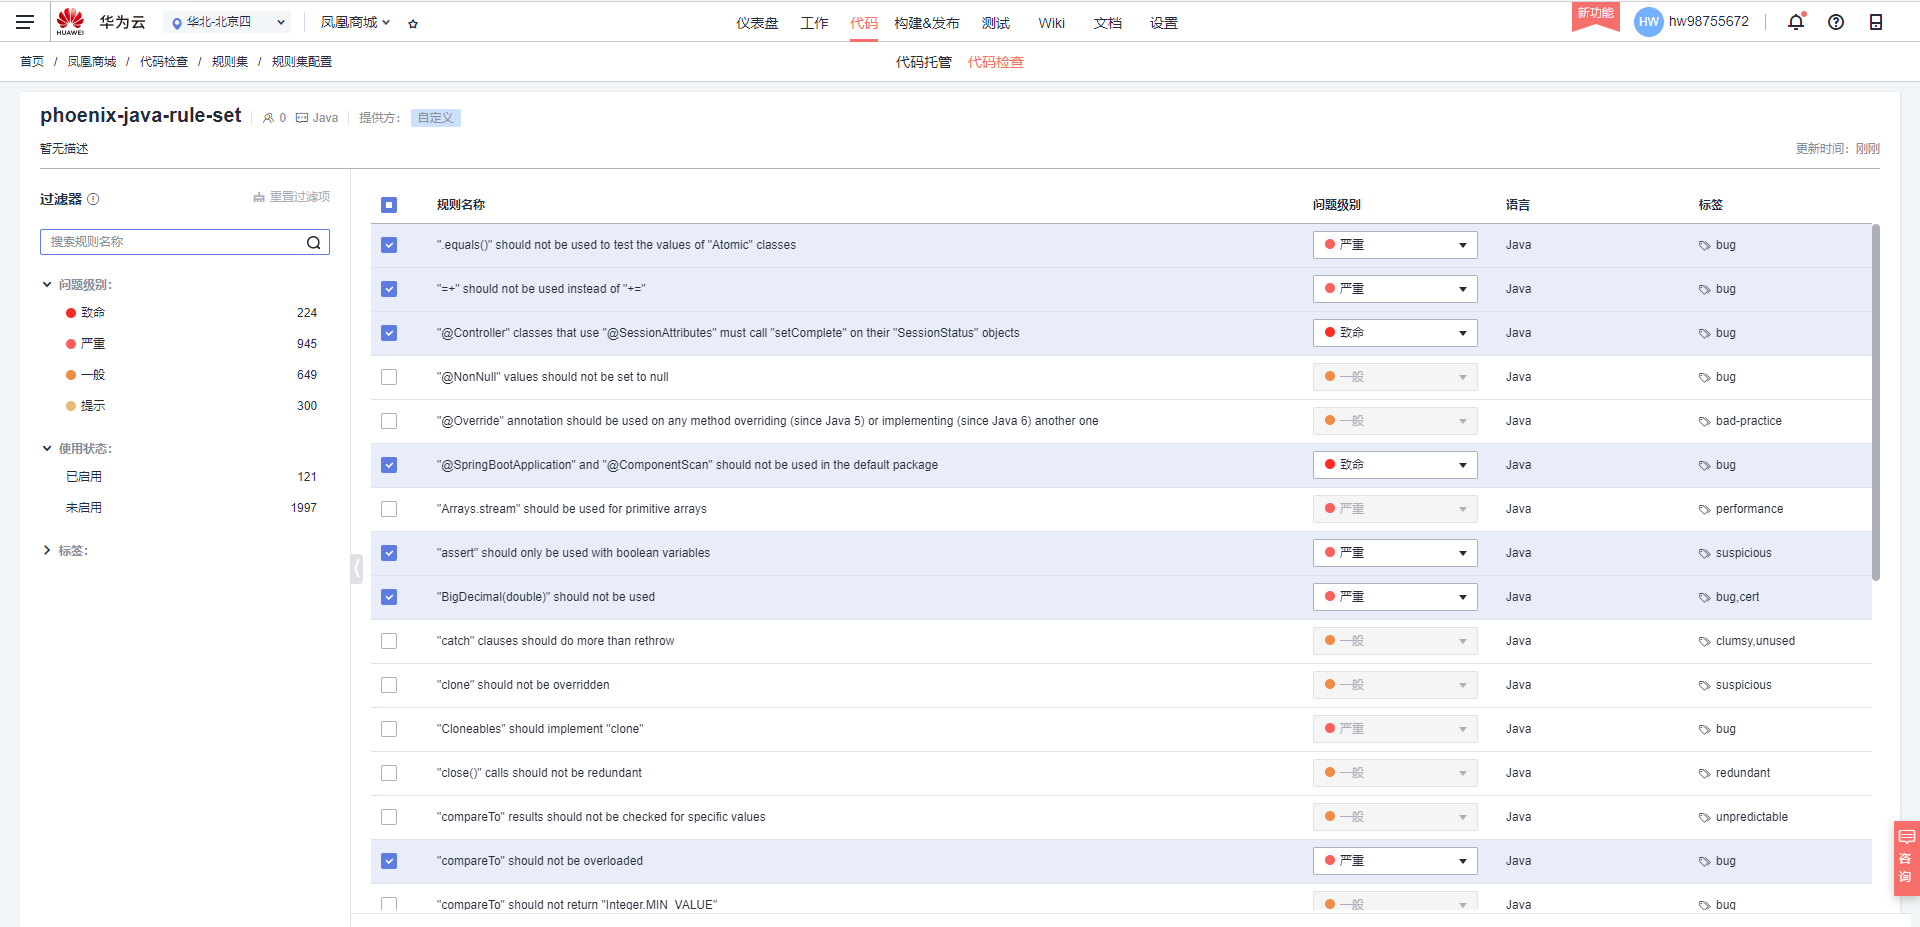 HUAWEI 华为云 华北-北京四 凤凰商城 仪表盘 工作 代码 构建&发布 测试 Wiki 文档 设置 新功能 HW hw98755672
首页 / 凤凰商城 / 代码检查 / 规则集 / 规则集配置 代码托管 代码检查
phoenix-java-rule-set 0 Java 提供方: 自定义
暂无描述 更新时间: 刚刚
过滤器 重置过滤项
搜索规则名称
问题级别:
致命 224
严重 945
一般 649
提示 300
使用状态:
已启用 121
未启用 1997
标签:
规则名称 问题级别 语言 标签
".equals()" should not be used to test the values of "Atomic" classes 严重 Java bug
"=+" should not be used instead of "+=" 严重 Java bug
"@Controller" classes that use "@SessionAttributes" must call "setComplete" on their "SessionStatus" objects 致命 Java bug
"@NonNull" values should not be set to null 一般 Java bug
"@Override" annotation should be used on any method overriding (since Java 5) or implementing (since Java 6) another one 一般 Java bad-practice
"@SpringBootApplication" and "@ComponentScan" should not be used in the default package 致命 Java bug
"Arrays.stream" should be used for primitive arrays 严重 Java performance
"assert" should only be used with boolean variables 严重 Java suspicious
"BigDecimal(double)" should not be used 严重 Java bug,cert
"catch" clauses should do more than rethrow 一般 Java clumsy,unused
"clone" should not be overridden 一般 Java suspicious
"Cloneables" should implement "clone" 严重 Java bug
"close()" calls should not be redundant 一般 Java redundant
"compareTo" results should not be checked for specific values 一般 Java unpredictable
"compareTo" should not be overloaded 严重 Java bug
"compareTo" should not return "Integer.MIN_VALUE" 一般 Java bug
咨询